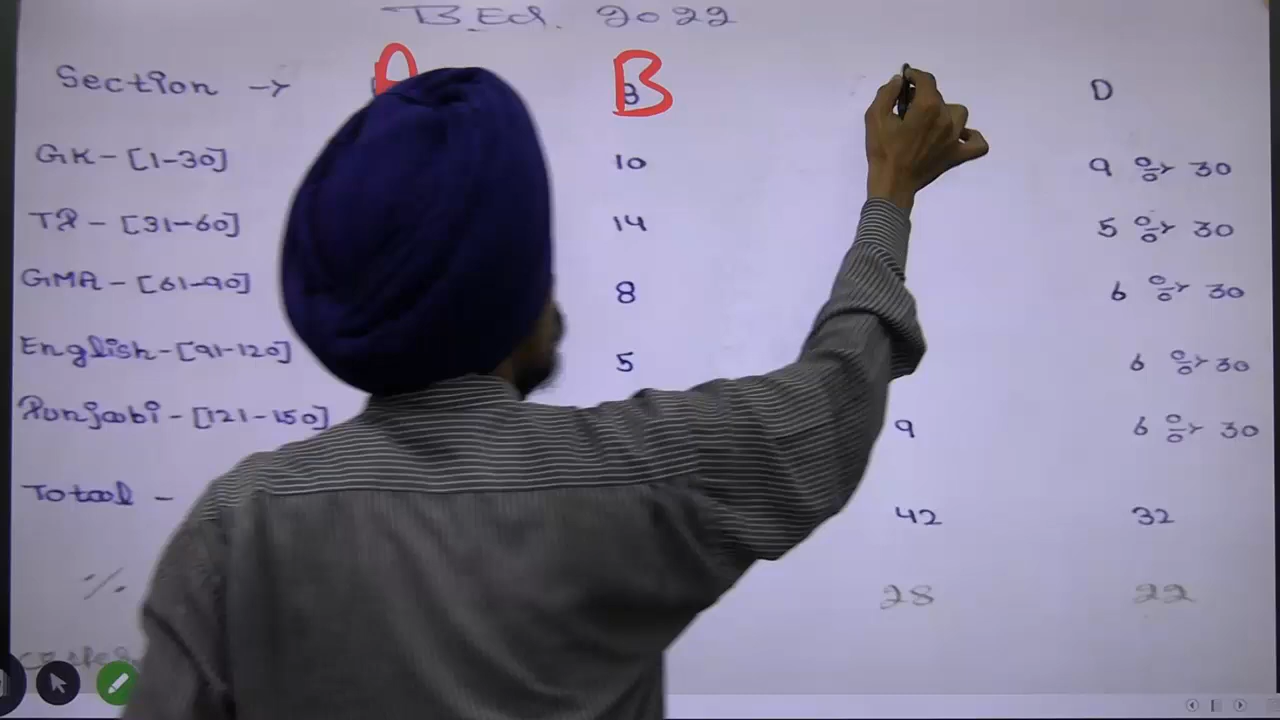 B.Ed. 2022
Section → A B D
GK - [1-30] 10 9 % 30
TP - [31-60] 14 5 % 30
GMA - [61-90] 8 6 % 30
English - [91-120] 5 6 % 30
Punjabi - [121-150] 9 6 % 30
Total - 42 32
% 28 22